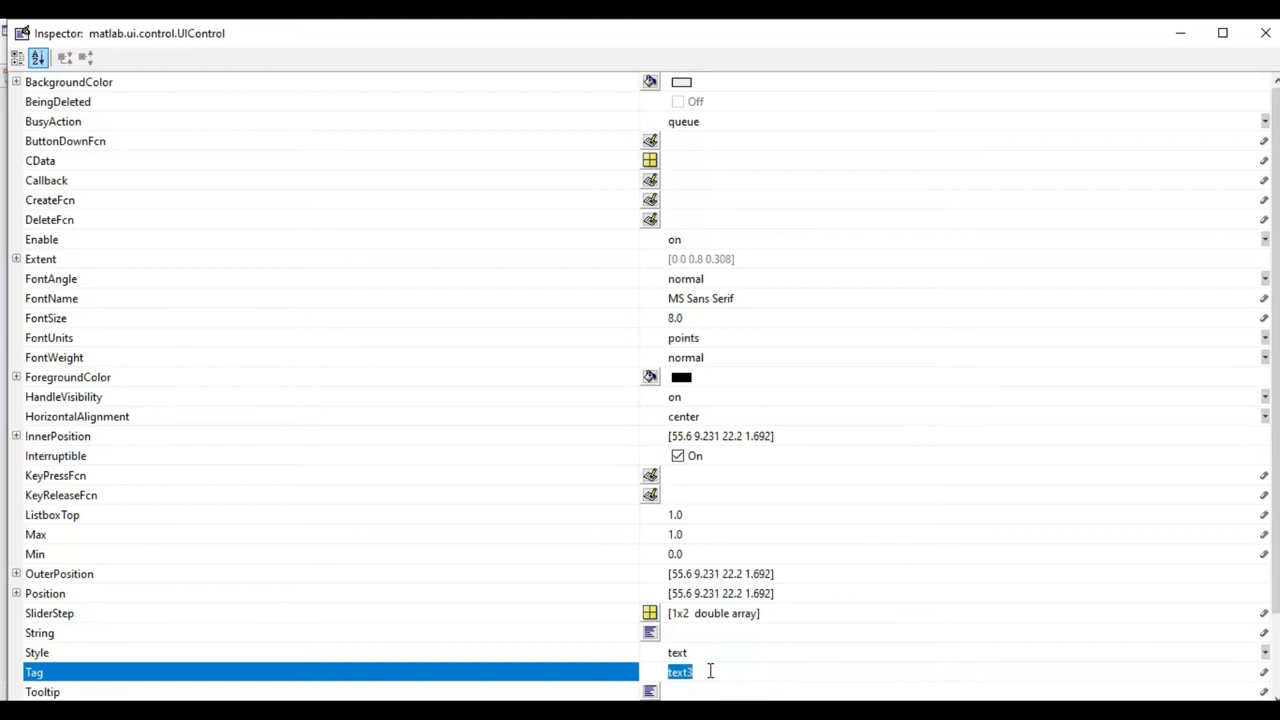 Inspector: matlab.ui.control.UIControl
BackgroundColor
BeingDeleted Off
BusyAction queue
ButtonDownFcn
CData
Callback
CreateFcn
DeleteFcn
Enable on
Extent [0 0 0.8 0.308]
FontAngle normal
FontName MS Sans Serif
FontSize 8.0
FontUnits points
FontWeight normal
ForegroundColor
HandleVisibility on
HorizontalAlignment center
InnerPosition [55.6 9.231 22.2 1.692]
Interruptible On
KeyPressFcn
KeyReleaseFcn
ListboxTop 1.0
Max 1.0
Min 0.0
OuterPosition [55.6 9.231 22.2 1.692]
Position [55.6 9.231 22.2 1.692]
SliderStep [1x2 double array]
String
Style text
Tag text3
Tooltip